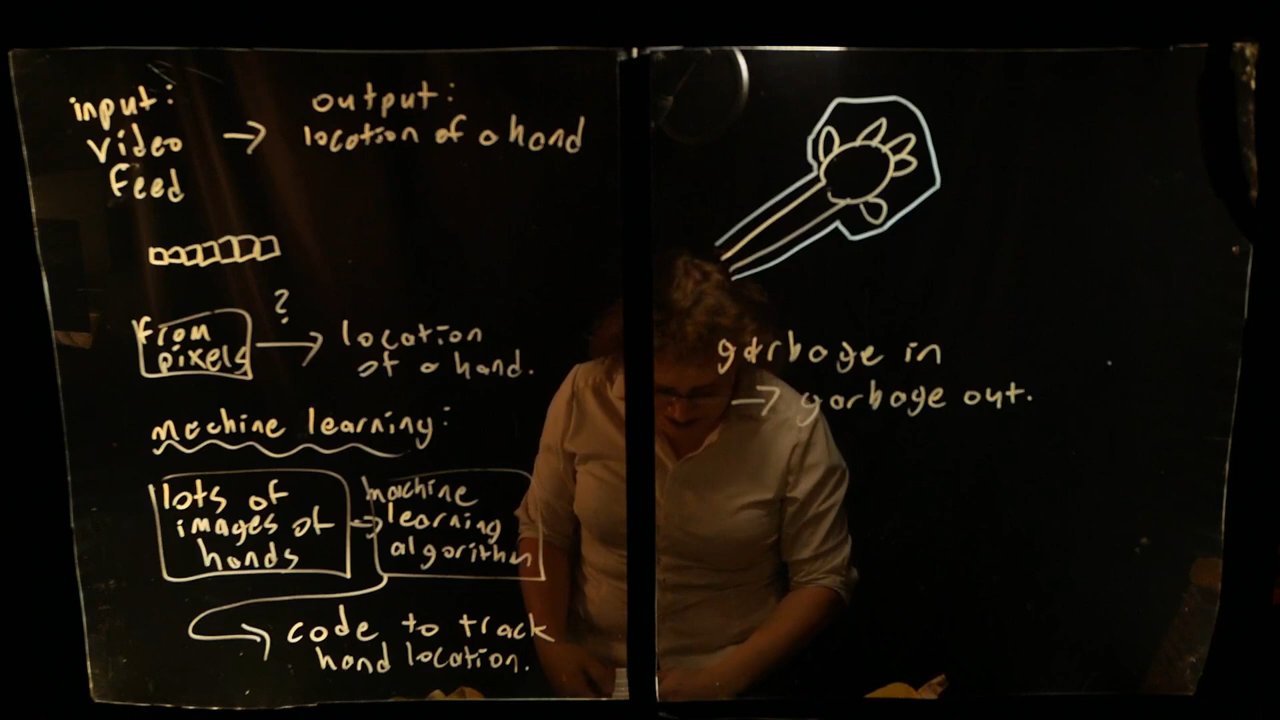 input:
video
feed
→
output:
location of a hand
from
pixels
?
→
location
of a hand.
machine learning:
lots of
images of
hands
⇒
machine
learning
algorithm
→ code to track
hand location.
garbage in
→ garbage out.